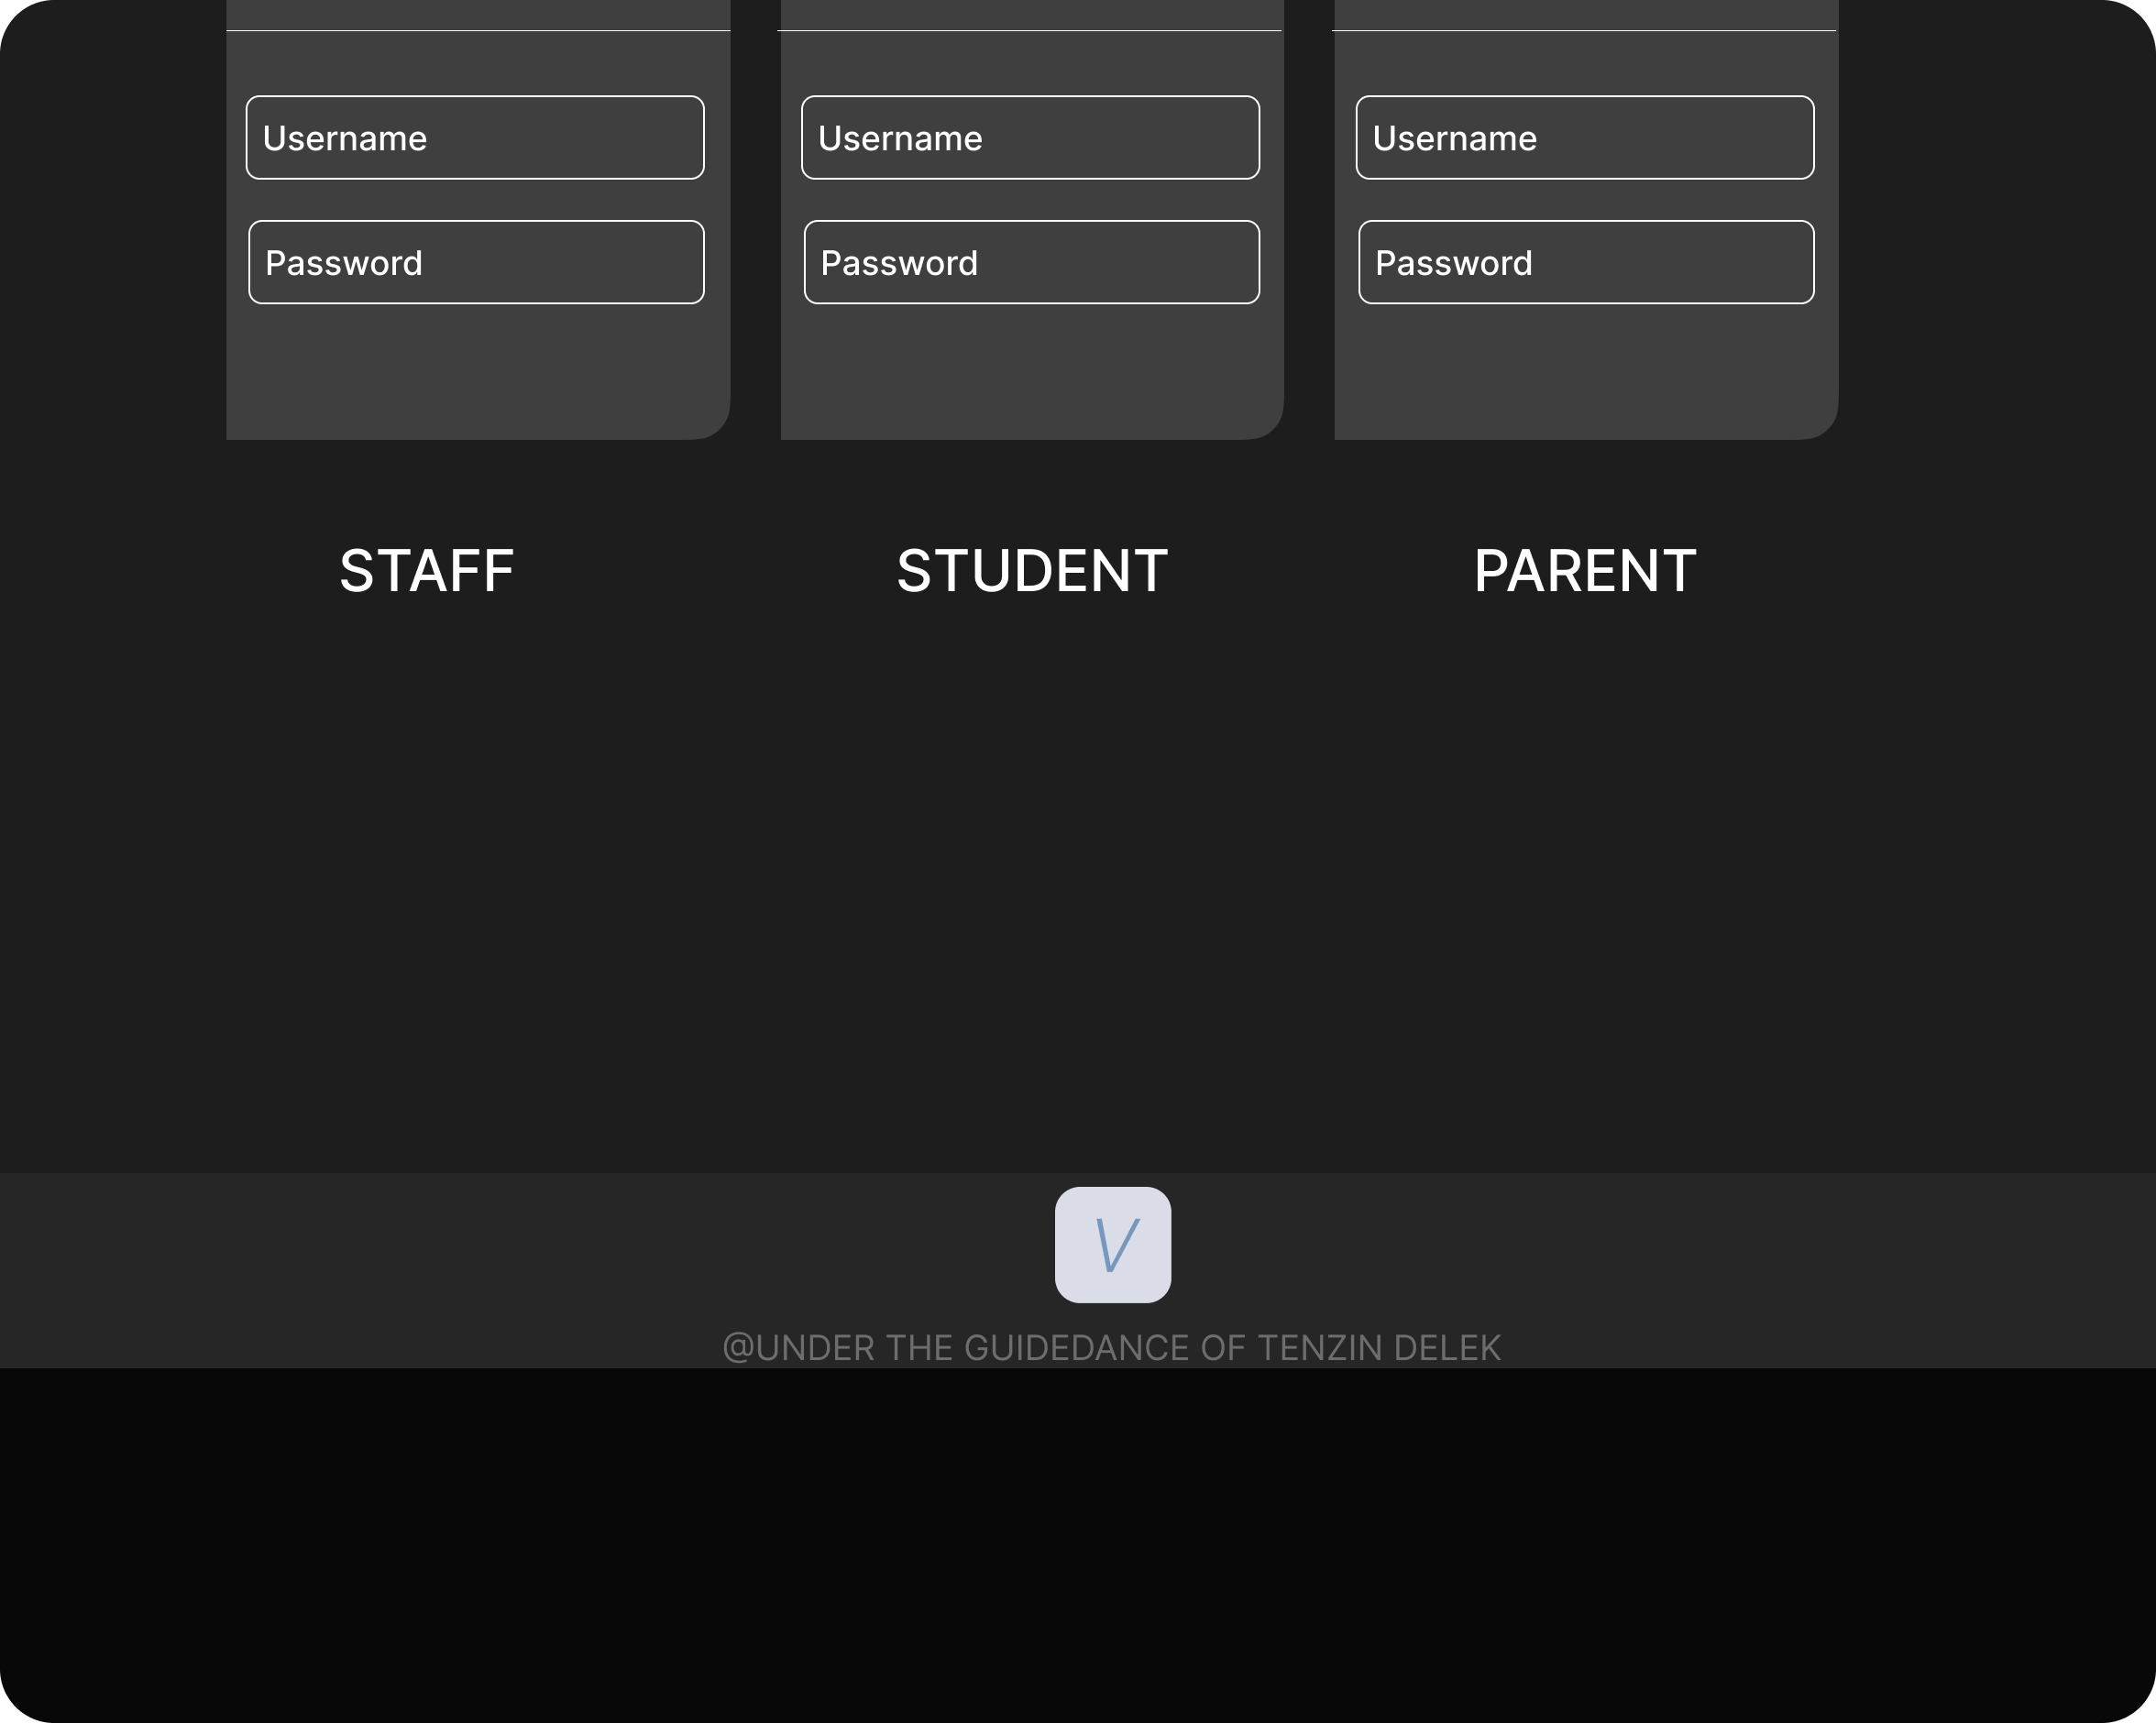 Username
Username
Username
Password
Password
Password
STAFF
STUDENT
PARENT
V
@UNDER THE GUIDEDANCE OF TENZIN DELEK